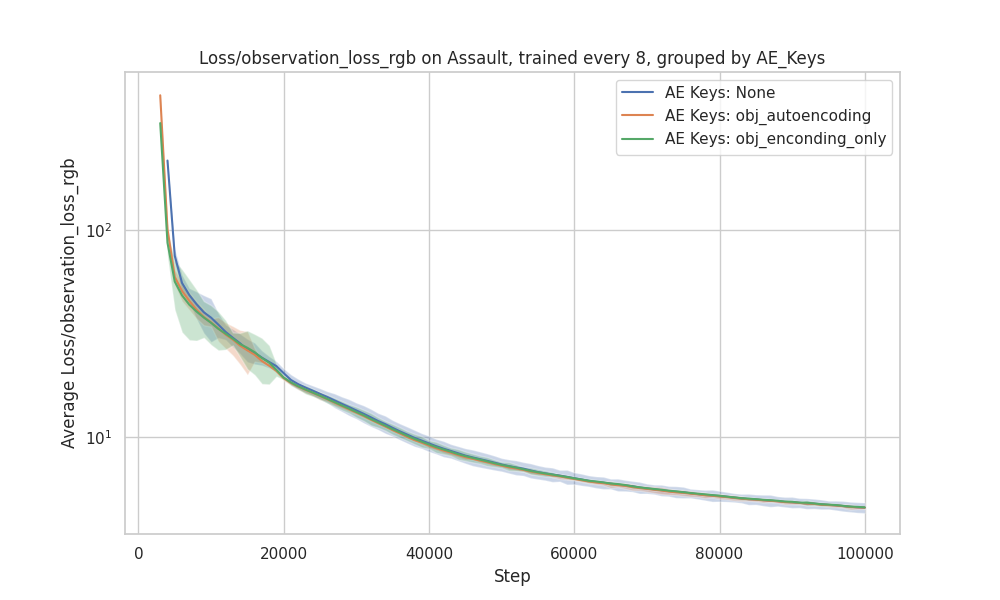 Loss/observation_loss_rgb on Assault, trained every 8, grouped by AE_Keys
AE Keys: None
AE Keys: obj_autoencoding
AE Keys: obj_enconding_only
Average Loss/observation_loss_rgb
10²
10¹
0 20000 40000 60000 80000 100000
Step